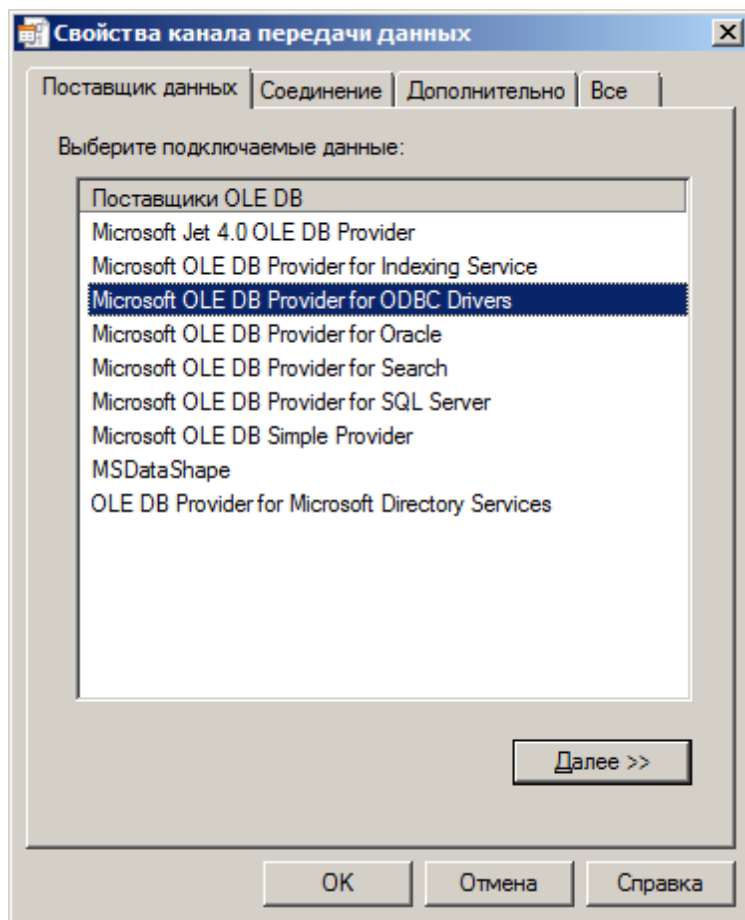 Свойства канала передачи данных
Поставщик данных Соединение Дополнительно Все
Выберите подключаемые данные:
Поставщики OLE DB
Microsoft Jet 4.0 OLE DB Provider
Microsoft OLE DB Provider for Indexing Service
Microsoft OLE DB Provider for ODBC Drivers
Microsoft OLE DB Provider for Oracle
Microsoft OLE DB Provider for Search
Microsoft OLE DB Provider for SQL Server
Microsoft OLE DB Simple Provider
MSDataShape
OLE DB Provider for Microsoft Directory Services
Далее >>
OK Отмена Справка